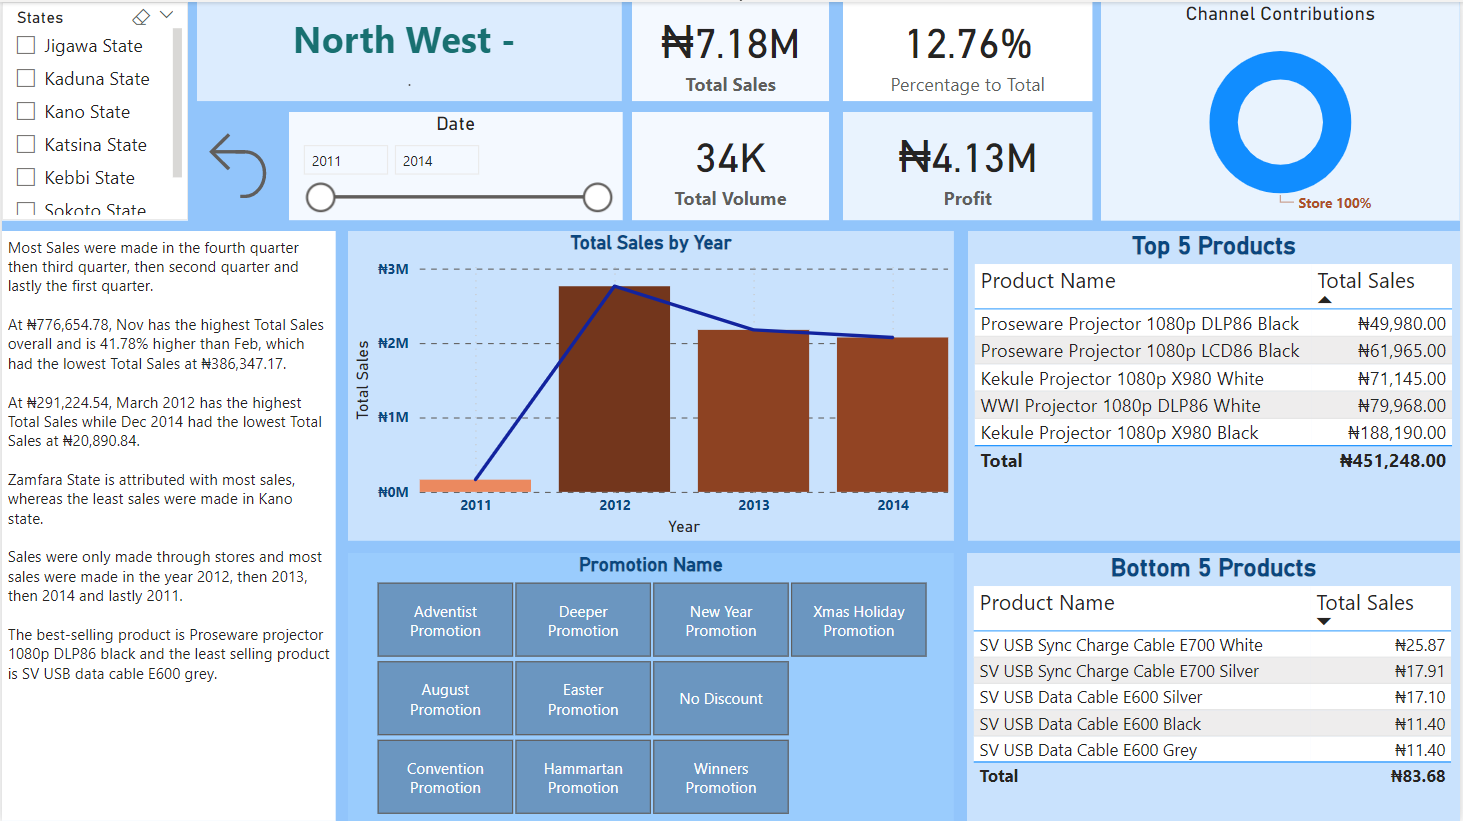 States
Jigawa State
Kaduna State
Kano State
Katsina State
Kebbi State
Sokoto State
North West -
.
₦7.18M
Total Sales
12.76%
Percentage to Total
Channel Contributions
Store 100%
Date
2011
2014
34K
Total Volume
₦4.13M
Profit
Most Sales were made in the fourth quarter
then third quarter, then second quarter and
lastly the first quarter.
At ₦776,654.78, Nov has the highest Total Sales
overall and is 41.78% higher than Feb, which
had the lowest Total Sales at ₦386,347.17.
At ₦291,224.54, March 2012 has the highest
Total Sales while Dec 2014 had the lowest Total
Sales at ₦20,890.84.
Zamfara State is attributed with most sales,
whereas the least sales were made in Kano
state.
Sales were only made through stores and most
sales were made in the year 2012, then 2013,
then 2014 and lastly 2011.
The best-selling product is Proseware projector
1080p DLP86 black and the least selling product
is SV USB data cable E600 grey.
Total Sales by Year
Total Sales
₦3M
₦2M
₦1M
₦0M
2011 2012 2013 2014
Year
Top 5 Products
Product Name Total Sales
Proseware Projector 1080p DLP86 Black ₦49,980.00
Proseware Projector 1080p LCD86 Black ₦61,965.00
Kekule Projector 1080p X980 White ₦71,145.00
WWI Projector 1080p DLP86 White ₦79,968.00
Kekule Projector 1080p X980 Black ₦188,190.00
Total ₦451,248.00
Promotion Name
Adventist
Promotion
Deeper
Promotion
New Year
Promotion
Xmas Holiday
Promotion
August
Promotion
Easter
Promotion
No Discount
Convention
Promotion
Hammartan
Promotion
Winners
Promotion
Bottom 5 Products
Product Name Total Sales
SV USB Sync Charge Cable E700 White ₦25.87
SV USB Sync Charge Cable E700 Silver ₦17.91
SV USB Data Cable E600 Silver ₦17.10
SV USB Data Cable E600 Black ₦11.40
SV USB Data Cable E600 Grey ₦11.40
Total ₦83.68